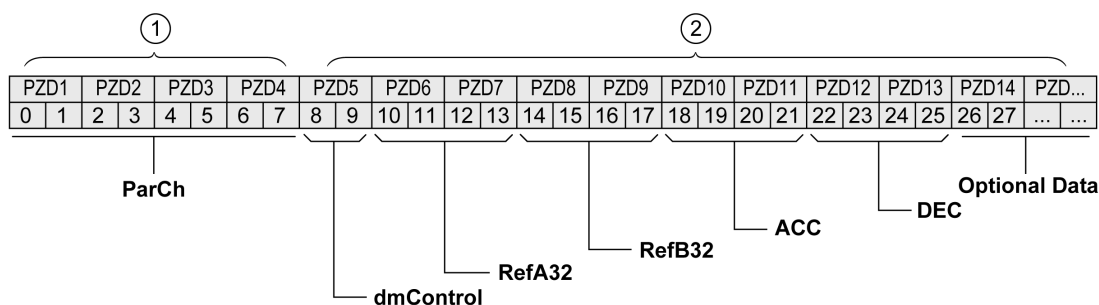 1 2
PZD1 PZD2 PZD3 PZD4 PZD5 PZD6 PZD7 PZD8 PZD9 PZD10 PZD11 PZD12 PZD13 PZD14 PZD...
0 1 2 3 4 5 6 7 8 9 10 11 12 13 14 15 16 17 18 19 20 21 22 23 24 25 26 27 ... ...
ParCh
Optional Data
DEC
ACC
RefB32
RefA32
dmControl